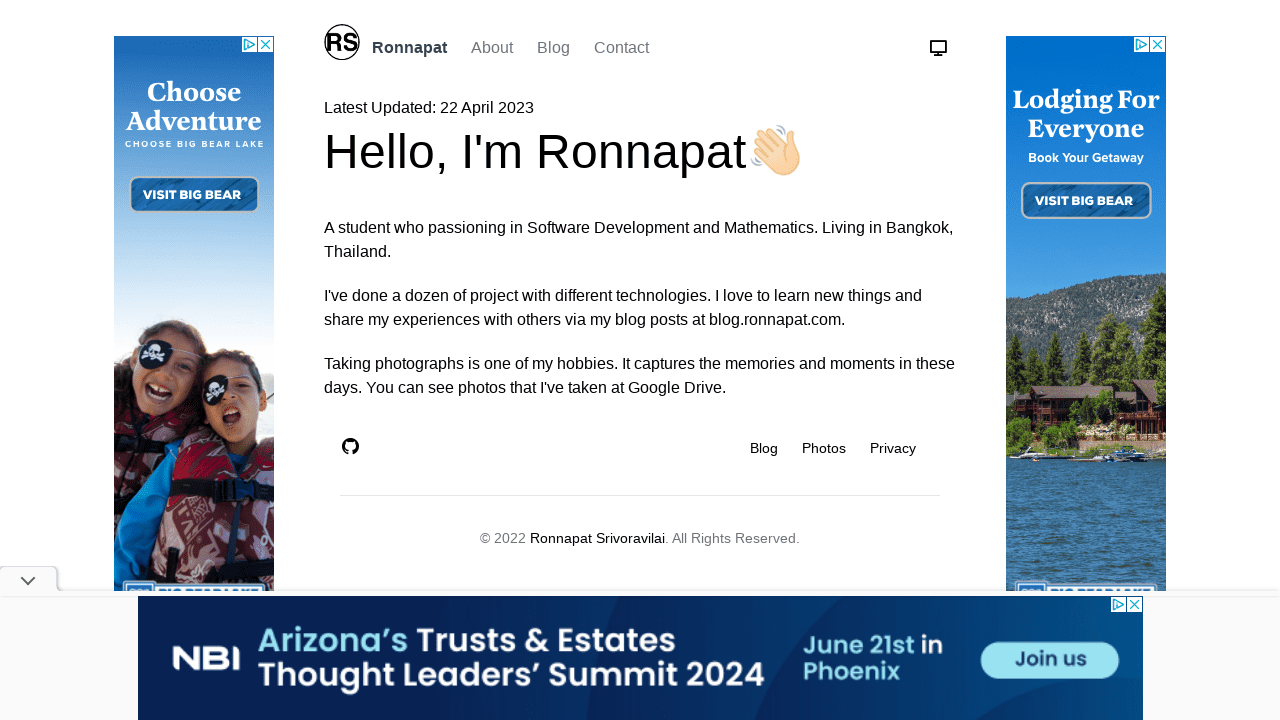 RS
Ronnapat
About
Blog
Contact
Choose
Adventure
CHOOSE BIG BEAR LAKE
VISIT BIG BEAR
Latest Updated: 22 April 2023
Hello, I'm Ronnapat👋🏼
A student who passioning in Software Development and Mathematics. Living in Bangkok,
Thailand.
I've done a dozen of project with different technologies. I love to learn new things and
share my experiences with others via my blog posts at blog.ronnapat.com.
Taking photographs is one of my hobbies. It captures the memories and moments in these
days. You can see photos that I've taken at Google Drive.
Blog
Photos
Privacy
© 2022 Ronnapat Srivoravilai. All Rights Reserved.
Lodging For
Everyone
Book Your Getaway
VISIT BIG BEAR
NBI
Arizona's Trusts & Estates
Thought Leaders' Summit 2024
June 21st in
Phoenix
Join us